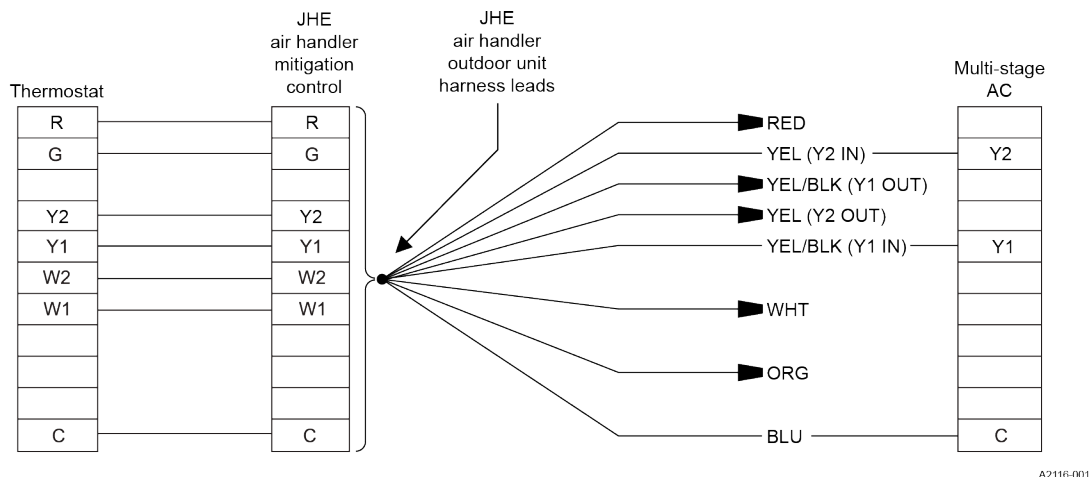 JHE
air handler
mitigation
control
JHE
air handler
outdoor unit
harness leads
Thermostat
Multi-stage
AC
R
R
RED
G
G
YEL (Y2 IN)
Y2
YEL/BLK (Y1 OUT)
Y2
Y2
YEL (Y2 OUT)
Y1
Y1
YEL/BLK (Y1 IN)
Y1
W2
W2
W1
W1
WHT
ORG
C
C
BLU
C
A2116-001